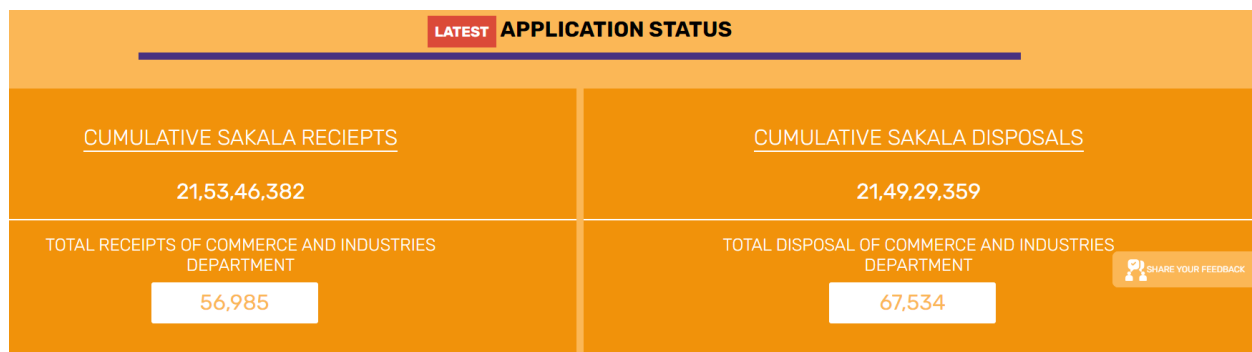 LATEST APPLICATION STATUS
CUMULATIVE SAKALA RECIEPTS
21,53,46,382
TOTAL RECEIPTS OF COMMERCE AND INDUSTRIES
DEPARTMENT
56,985
CUMULATIVE SAKALA DISPOSALS
21,49,29,359
TOTAL DISPOSAL OF COMMERCE AND INDUSTRIES
DEPARTMENT
67,534
SHARE YOUR FEEDBACK